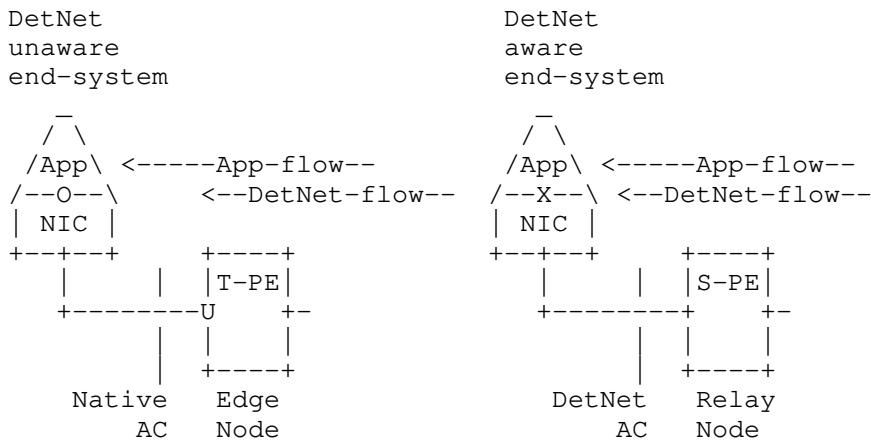 DetNet                                DetNet
unaware                               aware
end-system                            end-system
    _                                     _
   / \                                   / \
  /App\ <-----App-flow--                /App\ <-----App-flow--
 /--O--\      <--DetNet-flow--         /--X--\ <--DetNet-flow--
 | NIC |                               | NIC |
 +--+--+      +----+                   +--+--+      +----+
    |      |  |T-PE|                      |      |  |S-PE|
    +---------U    +-                     +---------+    +-
           |  |    |                             |  |    |
           |  +----+                             |  +----+
     Native   Edge                         DetNet   Relay
         AC   Node                             AC   Node